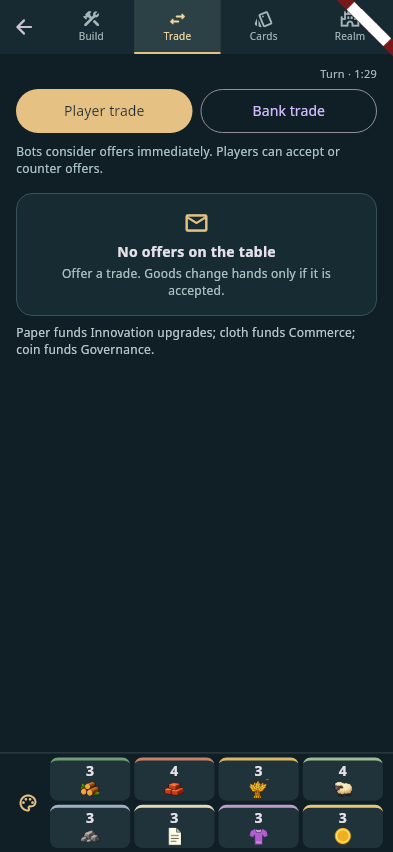 Build
Trade
Cards
Realm
Turn · 1:29
Player trade
Bank trade
Bots consider offers immediately. Players can accept or
counter offers.
No offers on the table
Offer a trade. Goods change hands only if it is
accepted.
Paper funds Innovation upgrades; cloth funds Commerce;
coin funds Governance.
3
4
3
4
3
3
3
3